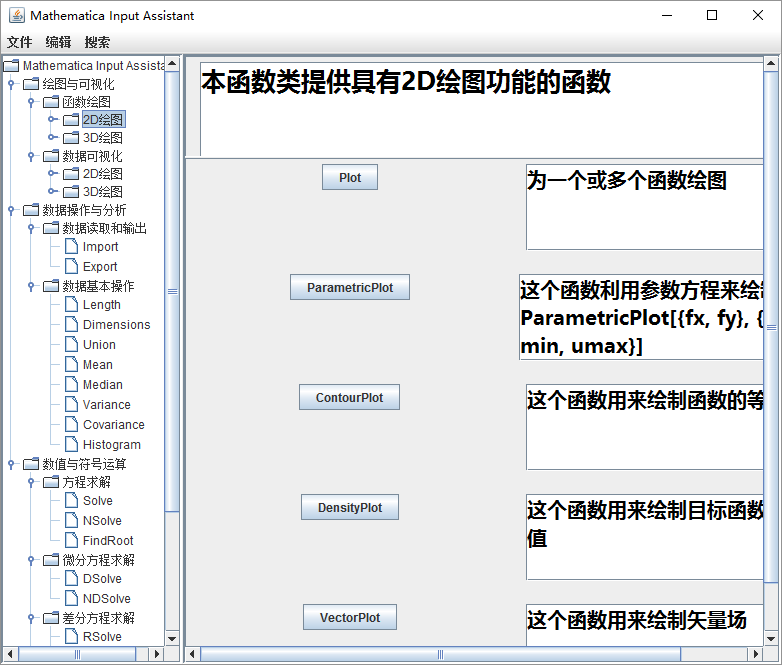 Mathematica Input Assistant
文件 编辑 搜索
Mathematica Input Assista
绘图与可视化
函数绘图
2D绘图
3D绘图
数据可视化
2D绘图
3D绘图
数据操作与分析
数据读取和输出
Import
Export
数据基本操作
Length
Dimensions
Union
Mean
Median
Variance
Covariance
Histogram
数值与符号运算
方程求解
Solve
NSolve
FindRoot
微分方程求解
DSolve
NDSolve
差分方程求解
RSolve
本函数类提供具有2D绘图功能的函数
Plot
为一个或多个函数绘图
ParametricPlot
这个函数利用参数方程来绘制
ParametricPlot[{fx, fy}, {
min, umax}]
ContourPlot
这个函数用来绘制函数的等
DensityPlot
这个函数用来绘制目标函数
值
VectorPlot
这个函数用来绘制矢量场